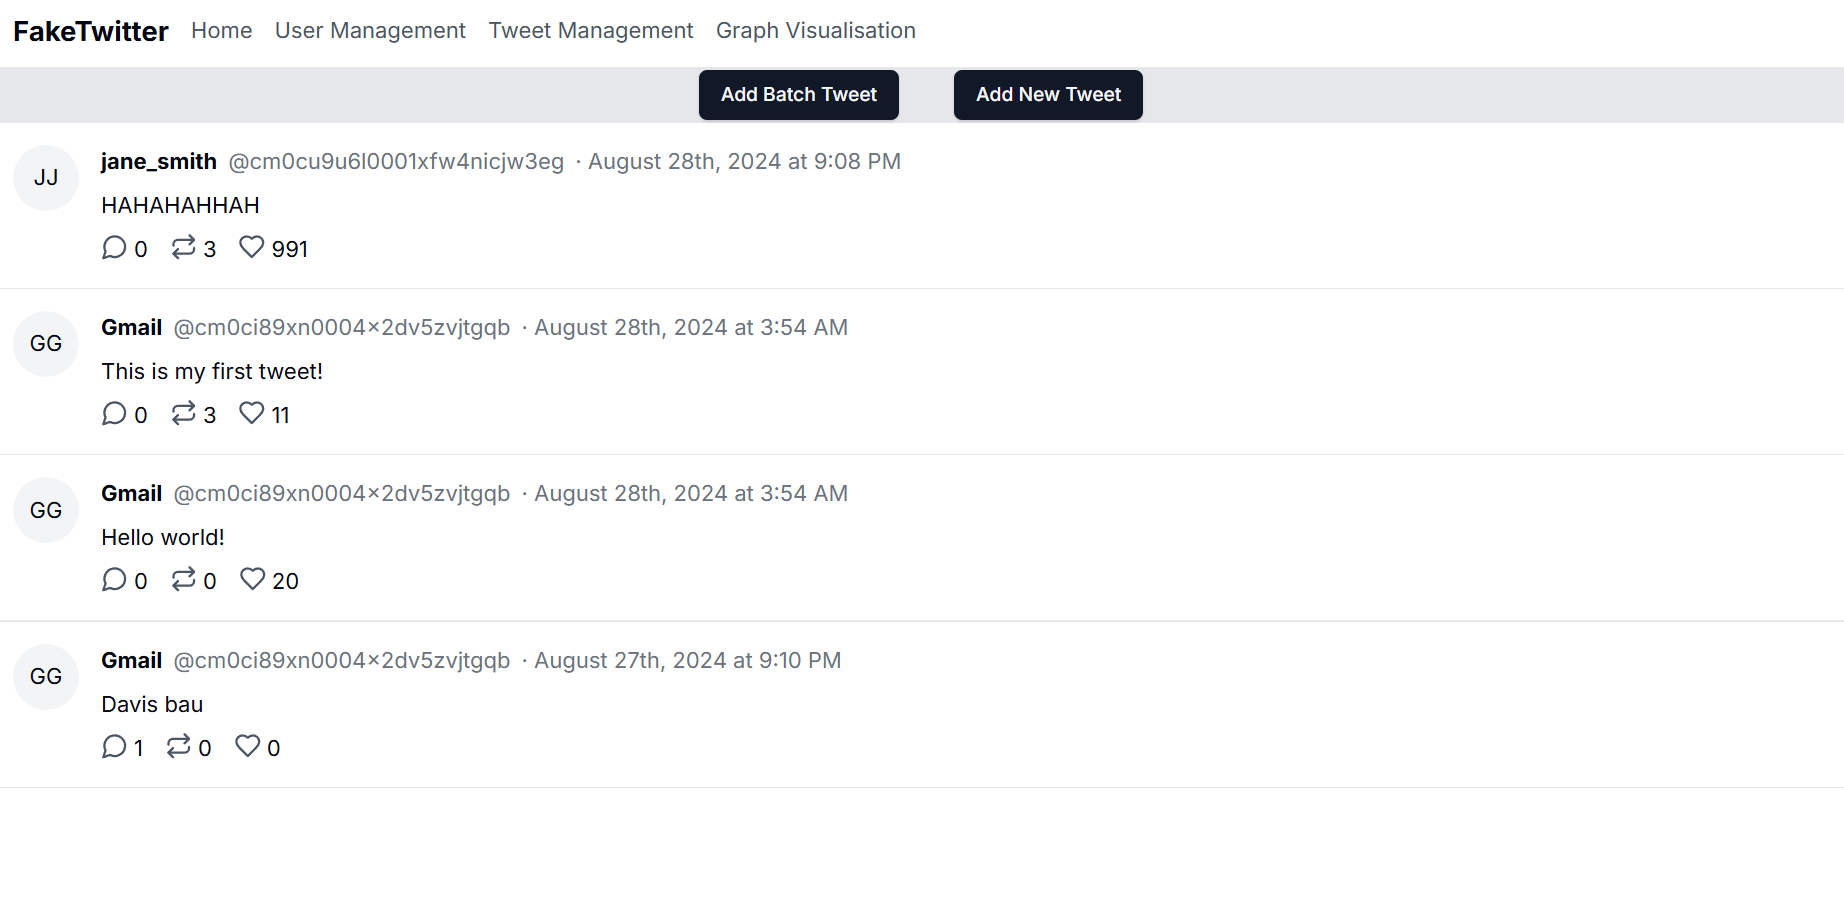 FakeTwitter Home User Management Tweet Management Graph Visualisation
Add Batch Tweet Add New Tweet
JJ jane_smith @cm0cu9u6l0001xfw4nicjw3eg · August 28th, 2024 at 9:08 PM
HAHAHAHHAH
0 3 991
GG Gmail @cm0ci89xn0004x2dv5zvjtgqb · August 28th, 2024 at 3:54 AM
This is my first tweet!
0 3 11
GG Gmail @cm0ci89xn0004x2dv5zvjtgqb · August 28th, 2024 at 3:54 AM
Hello world!
0 0 20
GG Gmail @cm0ci89xn0004x2dv5zvjtgqb · August 27th, 2024 at 9:10 PM
Davis bau
1 0 0